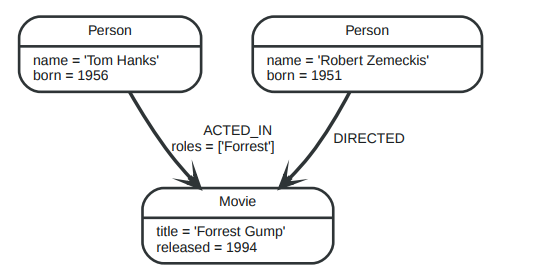 Person
name = 'Tom Hanks'
born = 1956
Person
name = 'Robert Zemeckis'
born = 1951
ACTED_IN
roles = ['Forrest']
DIRECTED
Movie
title = 'Forrest Gump'
released = 1994